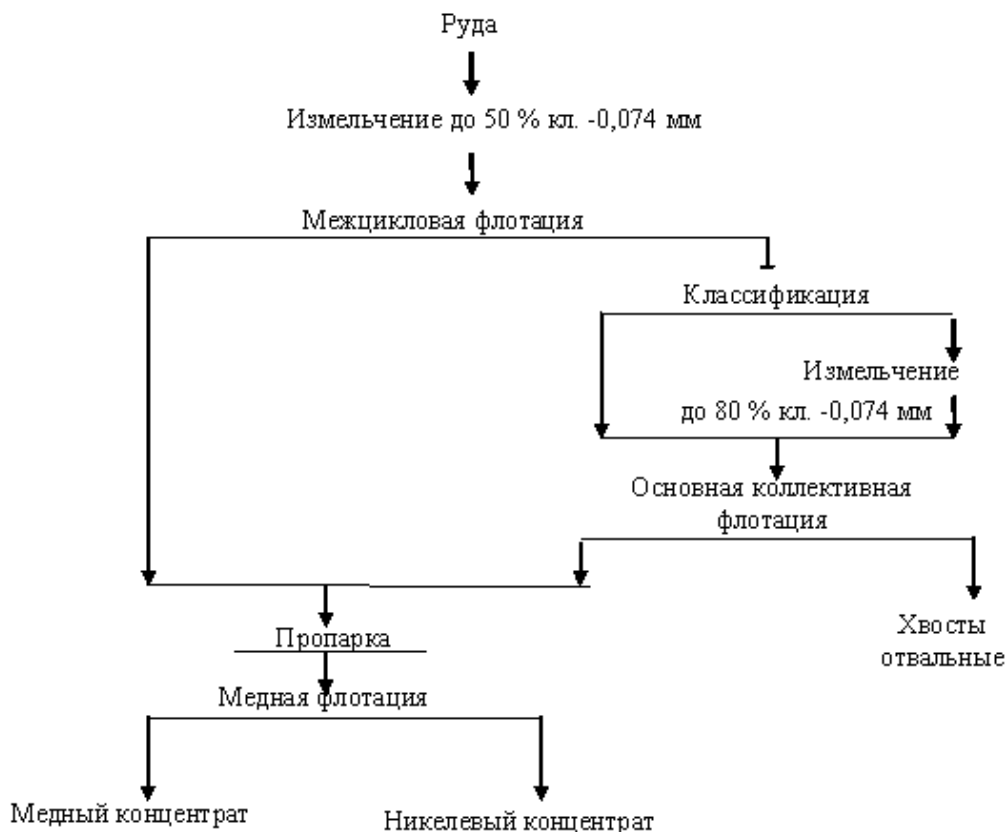 Руда
Измельчение до 50 % кл. -0,074 мм
Межцикловая флотация
Классификация
Измельчение
до 80 % кл. -0,074 мм
Основная коллективная
флотация
Хвосты
отвальные
Пропарка
Медная флотация
Медный концентрат
Никелевый концентрат